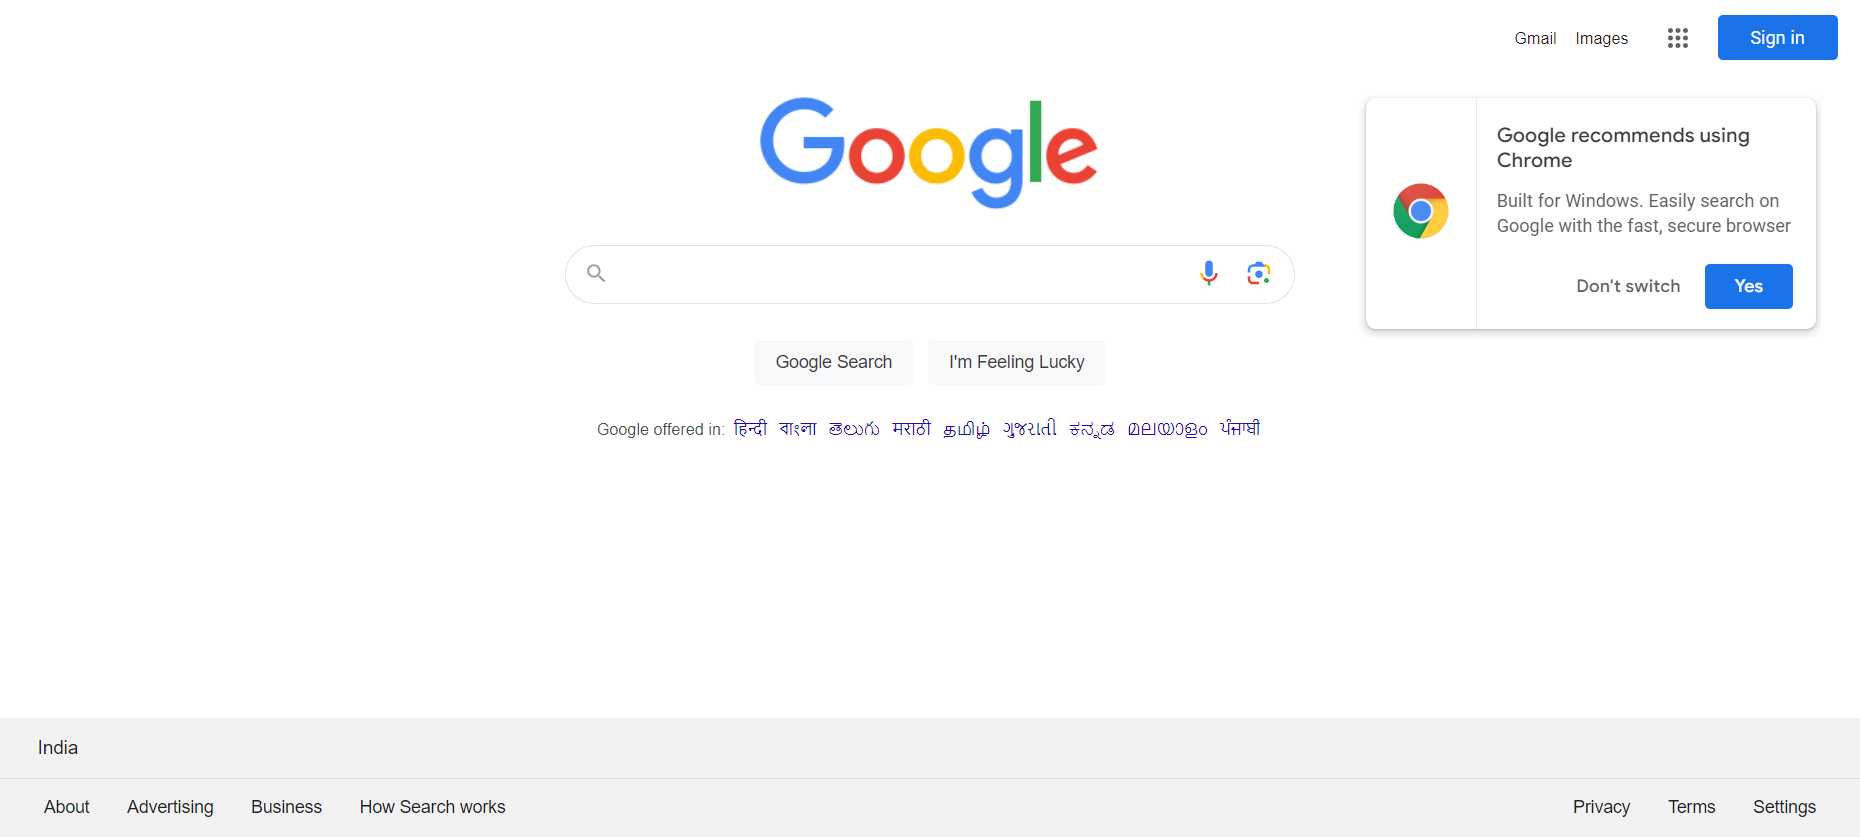 Gmail Images Sign in
Google
Google recommends using
Chrome
Built for Windows. Easily search on
Google with the fast, secure browser
Don't switch Yes
Google Search I'm Feeling Lucky
Google offered in: हिन्दी বাংলা తెలుగు मराठी தமிழ் ગુજરાતી ಕನ್ನಡ മലയാളം ਪੰਜਾਬੀ
India
About Advertising Business How Search works Privacy Terms Settings